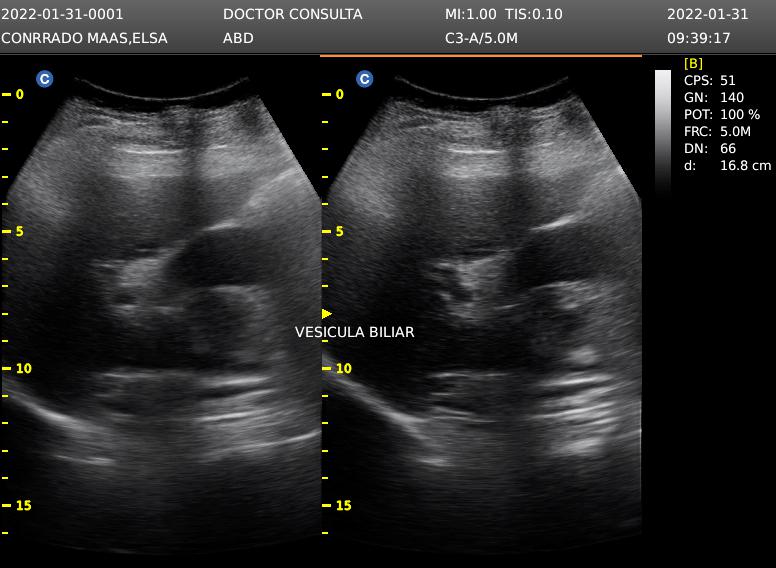 2022-01-31-0001 DOCTOR CONSULTA MI:1.00 TIS:0.10 2022-01-31
CONRRADO MAAS,ELSA ABD C3-A/5.0M 09:39:17
[B]
CPS: 51
GN: 140
POT: 100 %
FRC: 5.0M
DN: 66
d: 16.8 cm
C C
0 0
5 5
VESICULA BILIAR
10 10
15 15